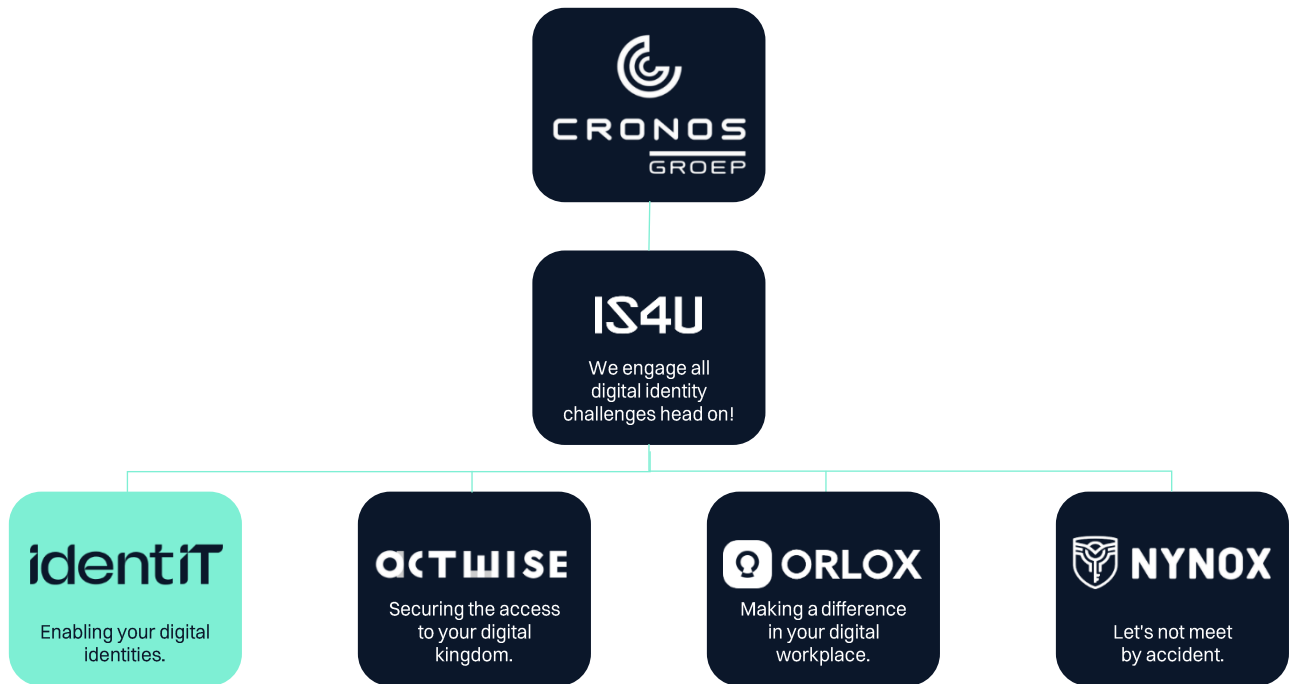 CRONOS
GROEP
IS4U
We engage all
digital identity
challenges head on!
identiT
Enabling your digital
identities.
ACTWISE
Securing the access
to your digital
kingdom.
ORLOX
Making a difference
in your digital
workplace.
NYNOX
Let's not meet
by accident.